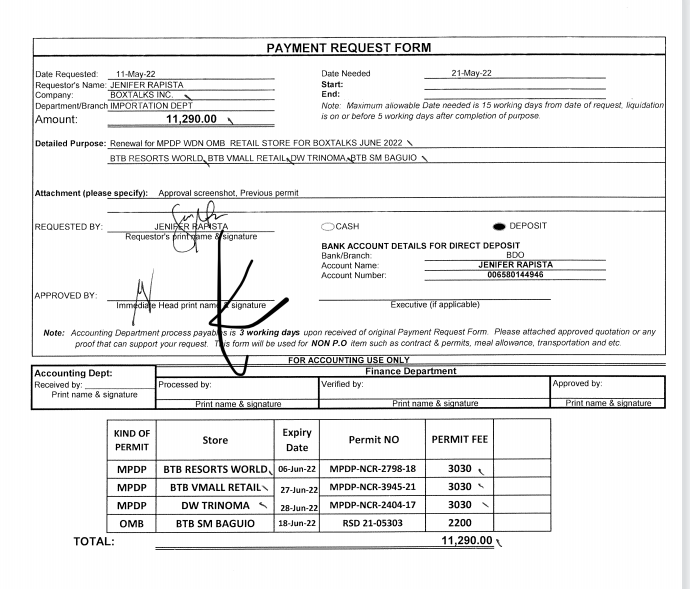 PAYMENT REQUEST FORM
Date Requested: 11-May-22 Date Needed 21-May-22
Requestor's Name: JENIFER RAPISTA Start:
Company: BOXTALKS INC. End:
Department/Branch IMPORTATION DEPT Note: Maximum allowable Date needed is 15 working days from date of request, liquidation
Amount: 11,290.00 is on or before 5 working days after completion of purpose.
Detailed Purpose: Renewal for MPDP WDN OMB RETAIL STORE FOR BOXTALKS JUNE 2022
BTB RESORTS WORLD, BTB VMALL RETAIL, DW TRINOMA, BTB SM BAGUIO
Attachment (please specify): Approval screenshot, Previous permit
REQUESTED BY: JENIFER RAPISTA CASH DEPOSIT
Requestor's print name & signature
BANK ACCOUNT DETAILS FOR DIRECT DEPOSIT
Bank/Branch: BDO
Account Name: JENIFER RAPISTA
Account Number: 006580144946
APPROVED BY:
Immediate Head print name & signature Executive (if applicable)
Note: Accounting Department process payables is 3 working days upon received of original Payment Request Form. Please attached approved quotation or any
proof that can support your request. This form will be used for NON P.O item such as contract & permits, meal allowance, transportation and etc.
FOR ACCOUNTING USE ONLY
Accounting Dept: Finance Department
Received by: Processed by: Verified by: Approved by:
Print name & signature
Print name & signature Print name & signature Print name & signature
KIND OF PERMIT Store Expiry Date Permit NO PERMIT FEE
MPDP BTB RESORTS WORLD 06-Jun-22 MPDP-NCR-2798-18 3030
MPDP BTB VMALL RETAIL 27-Jun-22 MPDP-NCR-3945-21 3030
MPDP DW TRINOMA 28-Jun-22 MPDP-NCR-2404-17 3030
OMB BTB SM BAGUIO 18-Jun-22 RSD 21-05303 2200
TOTAL: 11,290.00